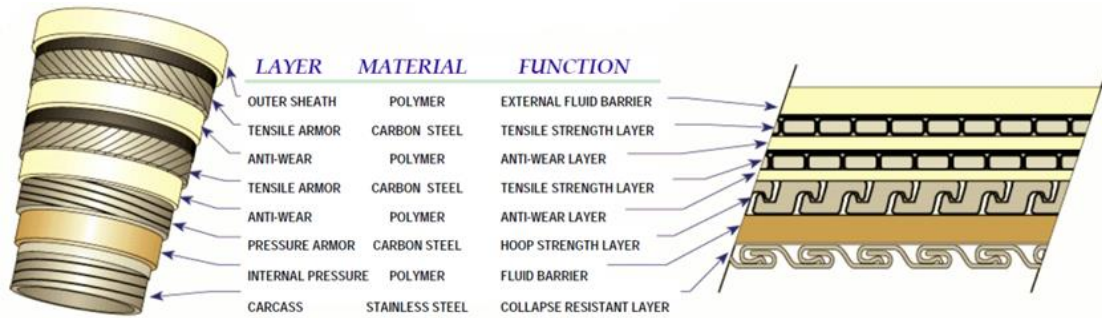 LAYER MATERIAL FUNCTION
OUTER SHEATH POLYMER EXTERNAL FLUID BARRIER
TENSILE ARMOR CARBON STEEL TENSILE STRENGTH LAYER
ANTI-WEAR POLYMER ANTI-WEAR LAYER
TENSILE ARMOR CARBON STEEL TENSILE STRENGTH LAYER
ANTI-WEAR POLYMER ANTI-WEAR LAYER
PRESSURE ARMOR CARBON STEEL HOOP STRENGTH LAYER
INTERNAL PRESSURE POLYMER FLUID BARRIER
CARCASS STAINLESS STEEL COLLAPSE RESISTANT LAYER